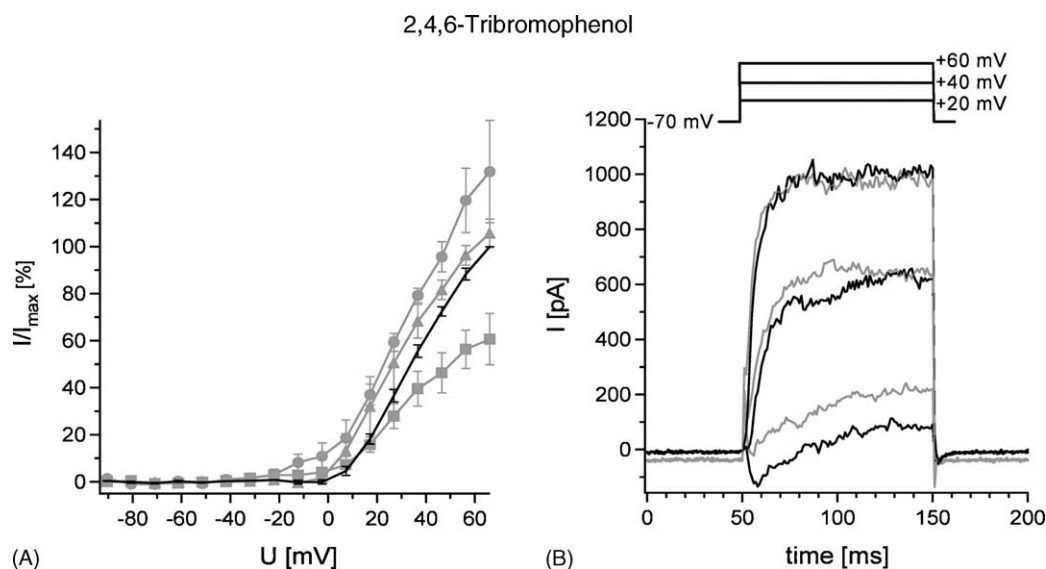 2,4,6-Tribromophenol
140
120
100
80
60
40
20
0
I/Imax [%]
-80 -60 -40 -20 0 20 40 60
U [mV]
(A)
+60 mV
+40 mV
+20 mV
-70 mV
1200
1000
800
600
400
200
0
I [pA]
0 50 100 150 200
time [ms]
(B)